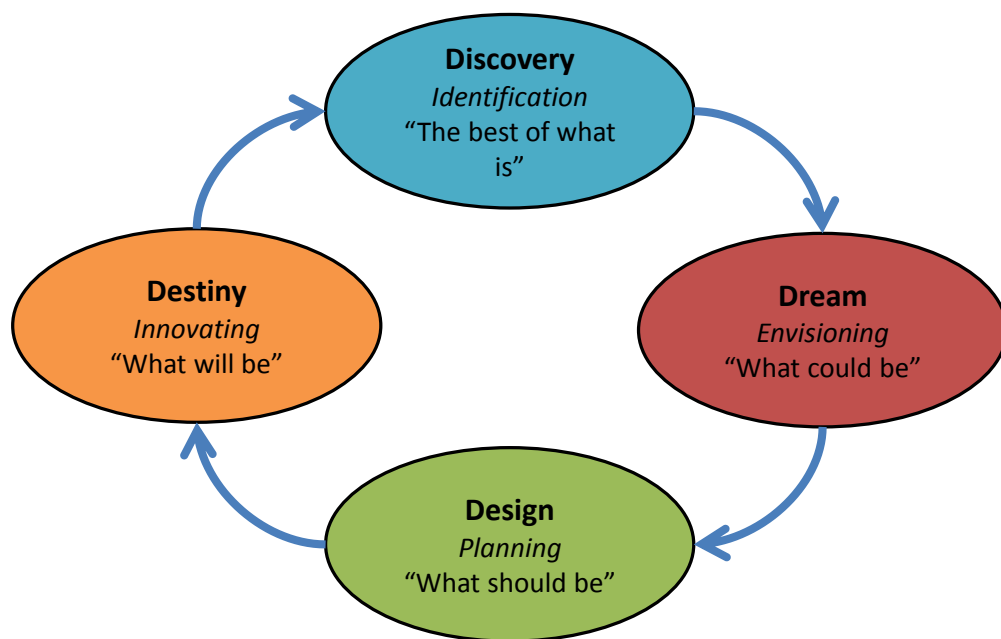 Discovery
Identification
“The best of what
is”
Dream
Envisioning
“What could be”
Design
Planning
“What should be”
Destiny
Innovating
“What will be”